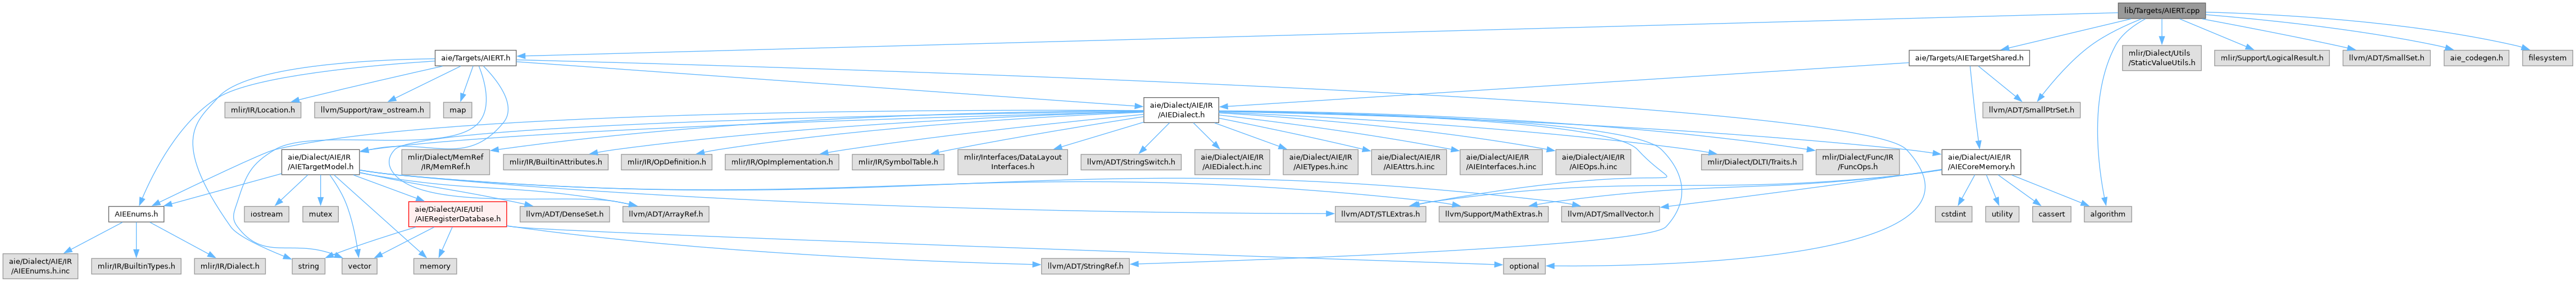 lib/Targets/AIERT.cpp
aie/Targets/AIERT.h
aie/Targets/AIETargetShared.h
mlir/Dialect/Utils
/StaticValueUtils.h
mlir/Support/LogicalResult.h
llvm/ADT/SmallSet.h
aie_codegen.h
filesystem
mlir/IR/Location.h
llvm/Support/raw_ostream.h
map
aie/Dialect/AIE/IR
/AIEDialect.h
llvm/ADT/SmallPtrSet.h
aie/Dialect/AIE/IR
/AIETargetModel.h
mlir/Dialect/MemRef
/IR/MemRef.h
mlir/IR/BuiltinAttributes.h
mlir/IR/OpDefinition.h
mlir/IR/OpImplementation.h
mlir/IR/SymbolTable.h
mlir/Interfaces/DataLayout
Interfaces.h
llvm/ADT/StringSwitch.h
aie/Dialect/AIE/IR
/AIEDialect.h.inc
aie/Dialect/AIE/IR
/AIETypes.h.inc
aie/Dialect/AIE/IR
/AIEAttrs.h.inc
aie/Dialect/AIE/IR
/AIEInterfaces.h.inc
aie/Dialect/AIE/IR
/AIEOps.h.inc
mlir/Dialect/DLTI/Traits.h
mlir/Dialect/Func/IR
/FuncOps.h
aie/Dialect/AIE/IR
/AIECoreMemory.h
AIEEnums.h
iostream
mutex
aie/Dialect/AIE/Util
/AIERegisterDatabase.h
llvm/ADT/DenseSet.h
llvm/ADT/ArrayRef.h
llvm/ADT/STLExtras.h
llvm/Support/MathExtras.h
llvm/ADT/SmallVector.h
cstdint
utility
cassert
algorithm
aie/Dialect/AIE/IR
/AIEEnums.h.inc
mlir/IR/BuiltinTypes.h
mlir/IR/Dialect.h
string
vector
memory
llvm/ADT/StringRef.h
optional